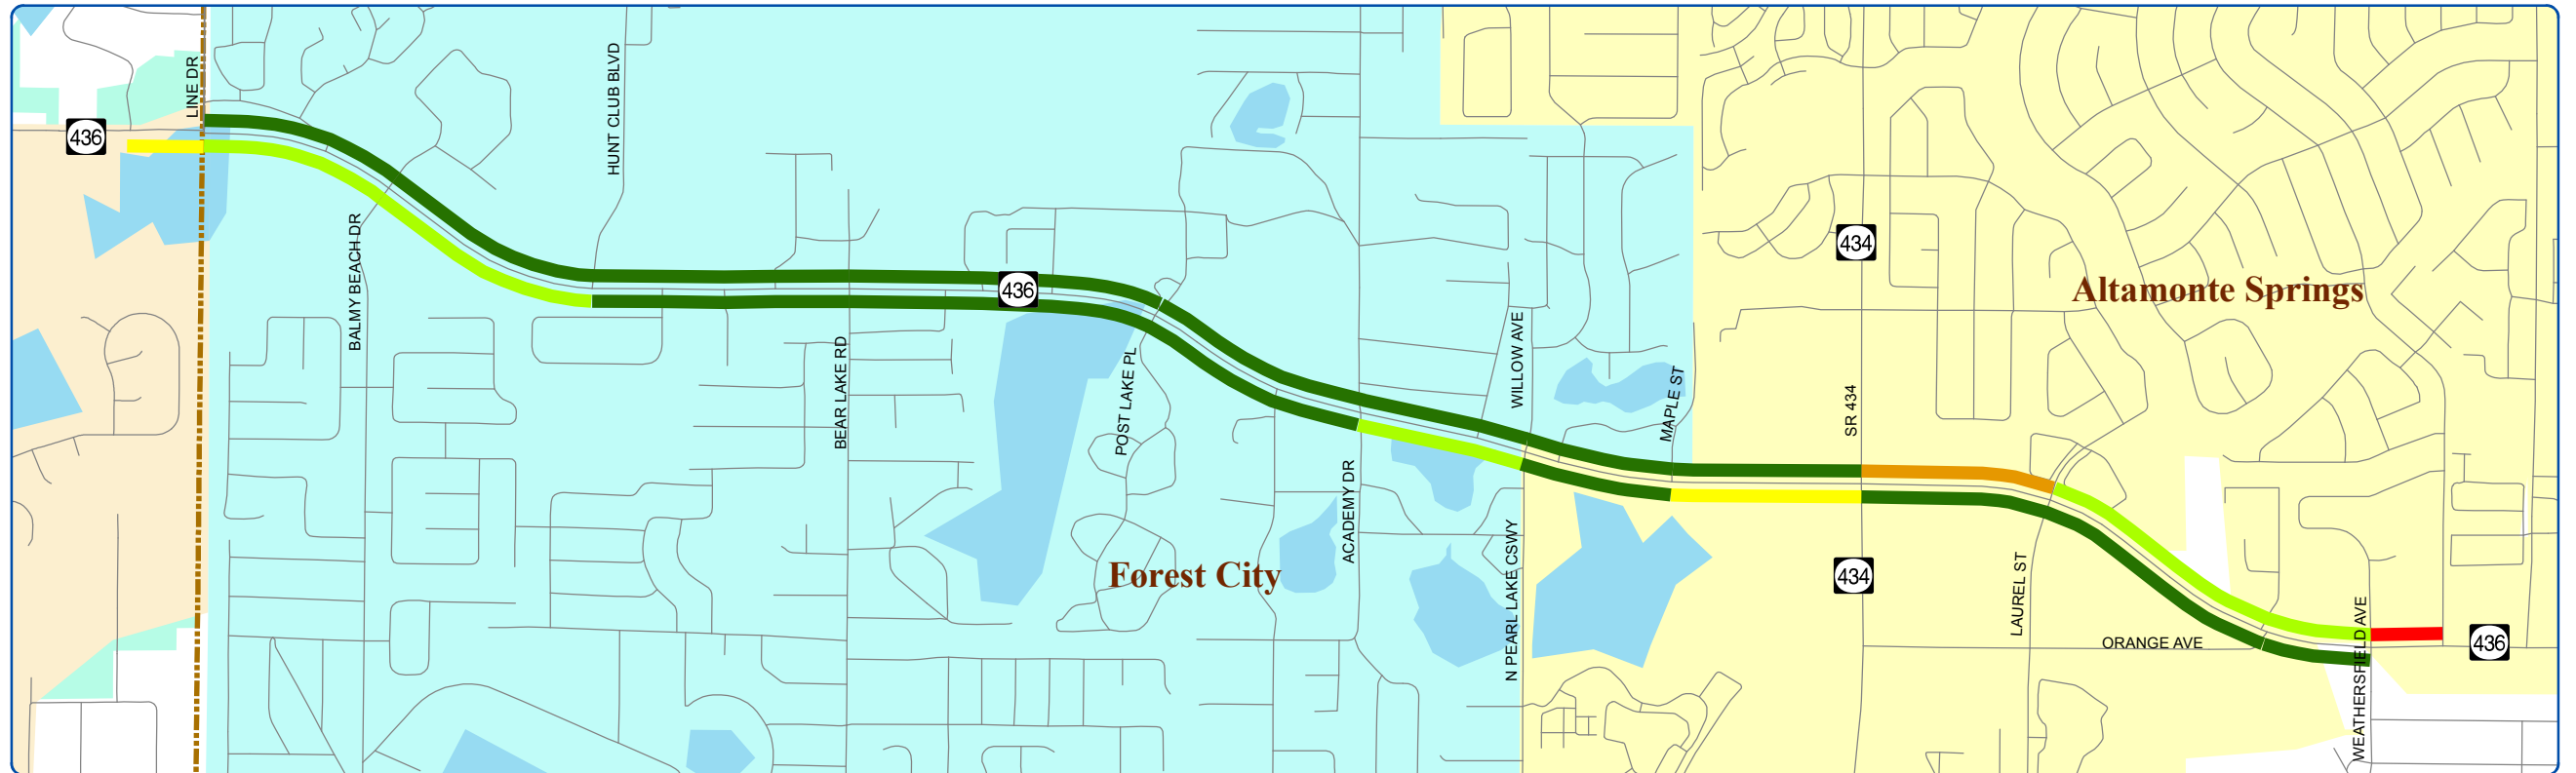 LINE DR
HUNT CLUB BLVD
436
434
BALMY BEACH DR
436
Altamonte Springs
BEAR LAKE RD
POST LAKE PL
WILLOW AVE
MAPLE ST
SR 434
ACADEMY DR
Forest City
N PEARL LAKE CSWY
434
LAUREL ST
ORANGE AVE
WEATHERSFIELD AVE
436